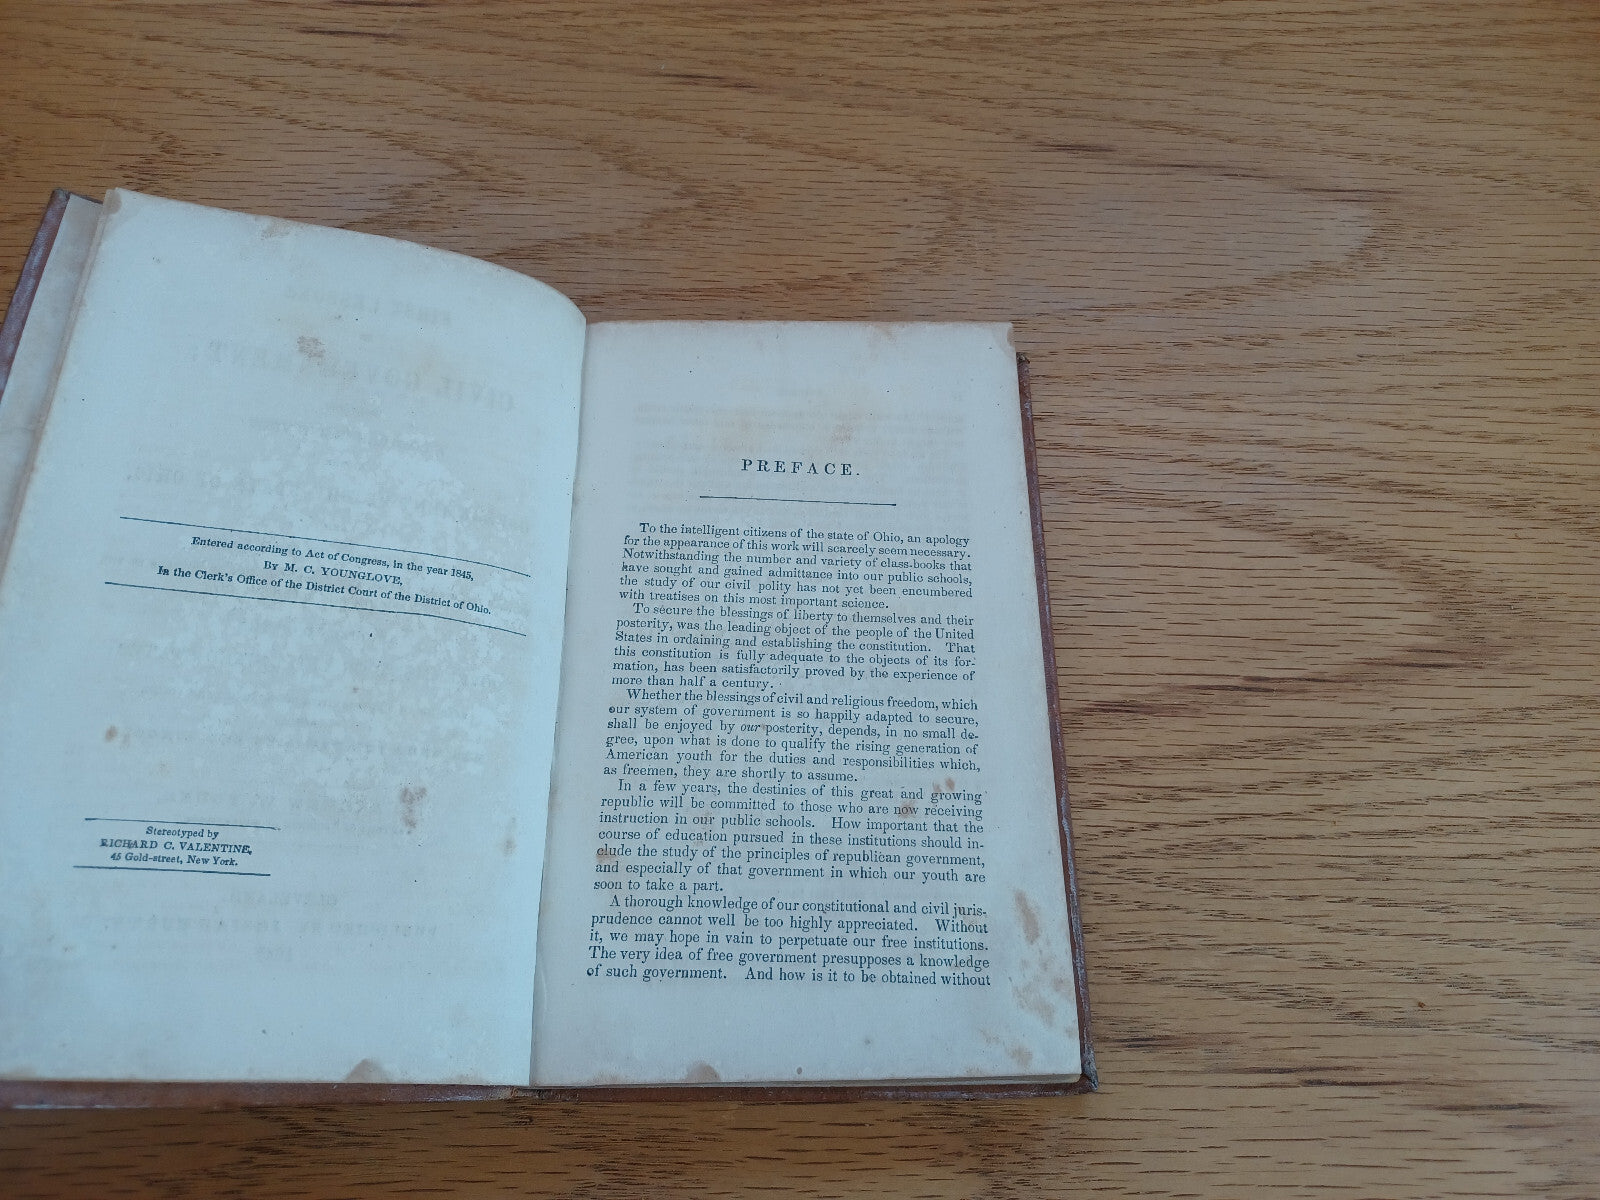 Entered according to Act of Congress, in the year 1845,
By M. C. YOUNGLOVE,
In the Clerk's Office of the District Court of the District of Ohio.
Stereotyped by
RICHARD C. VALENTINE,
45 Gold-street, New York.
PREFACE.
To the intelligent citizens of the state of Ohio, an apology
for the appearance of this work will scarcely seem necessary.
Notwithstanding the number and variety of class-books that
have sought and gained admittance into our public schools,
the study of our civil polity has not yet been encumbered
with treatises on this most important science.
To secure the blessings of liberty to themselves and their
posterity, was the leading object of the people of the United
States in ordaining and establishing the constitution. That
this constitution is fully adequate to the objects of its for-
mation, has been satisfactorily proved by the experience of
more than half a century.
Whether the blessings of civil and religious freedom, which
our system of government is so happily adapted to secure,
shall be enjoyed by our posterity, depends, in no small de-
gree, upon what is done to qualify the rising generation of
American youth for the duties and responsibilities which,
as freemen, they are shortly to assume.
In a few years, the destinies of this great and growing
republic will be committed to those who are now receiving
instruction in our public schools. How important that the
course of education pursued in these institutions should in-
clude the study of the principles of republican government,
and especially of that government in which our youth are
soon to take a part.
A thorough knowledge of our constitutional and civil juris-
prudence cannot well be too highly appreciated. Without
it, we may hope in vain to perpetuate our free institutions.
The very idea of free government presupposes a knowledge
of such government. And how is it to be obtained without